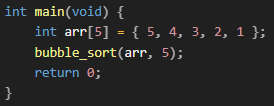 int main(void) {
    int arr[5] = { 5, 4, 3, 2, 1 };
    bubble_sort(arr, 5);
    return 0;
}